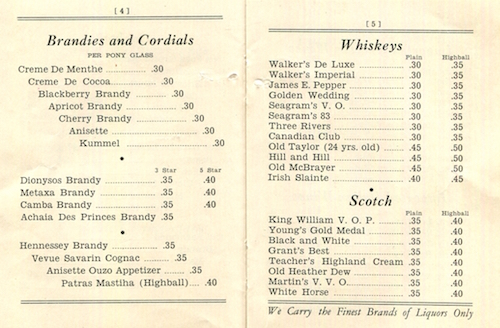 [4]
Brandies and Cordials
PER PONY GLASS
Creme De Menthe .30
Creme De Cocoa .30
Blackberry Brandy .30
Apricot Brandy .30
Cherry Brandy .30
Anisette .30
Kummel .30
3 Star 5 Star
Dionysos Brandy .35 .40
Metaxa Brandy .35 .40
Camba Brandy .35 .40
Achaia Des Princes Brandy .35
Hennessey Brandy .35
Vevue Savarin Cognac .35
Anisette Ouzo Appetizer .35
Patras Mastiha (Highball) .40
[5]
Whiskeys
Plain Highball
Walker's De Luxe .30 .35
Walker's Imperial .30 .35
James E. Pepper .30 .35
Golden Wedding .30 .35
Seagram's V. O. .30 .35
Seagram's 83 .30 .35
Three Rivers .30 .35
Canadian Club .30 .35
Old Taylor (24 yrs. old) .45 .50
Hill and Hill .45 .50
Old McBrayer .45 .50
Irish Slainte .40 .45
Scotch
Plain Highball
King William V. O. P. .35 .40
Young's Gold Medal .35 .40
Black and White .35 .40
Grant's Best .35 .40
Teacher's Highland Cream .35 .40
Old Heather Dew .35 .40
Martin's V. V. O. .35 .40
White Horse .35 .40
We Carry the Finest Brands of Liquors Only